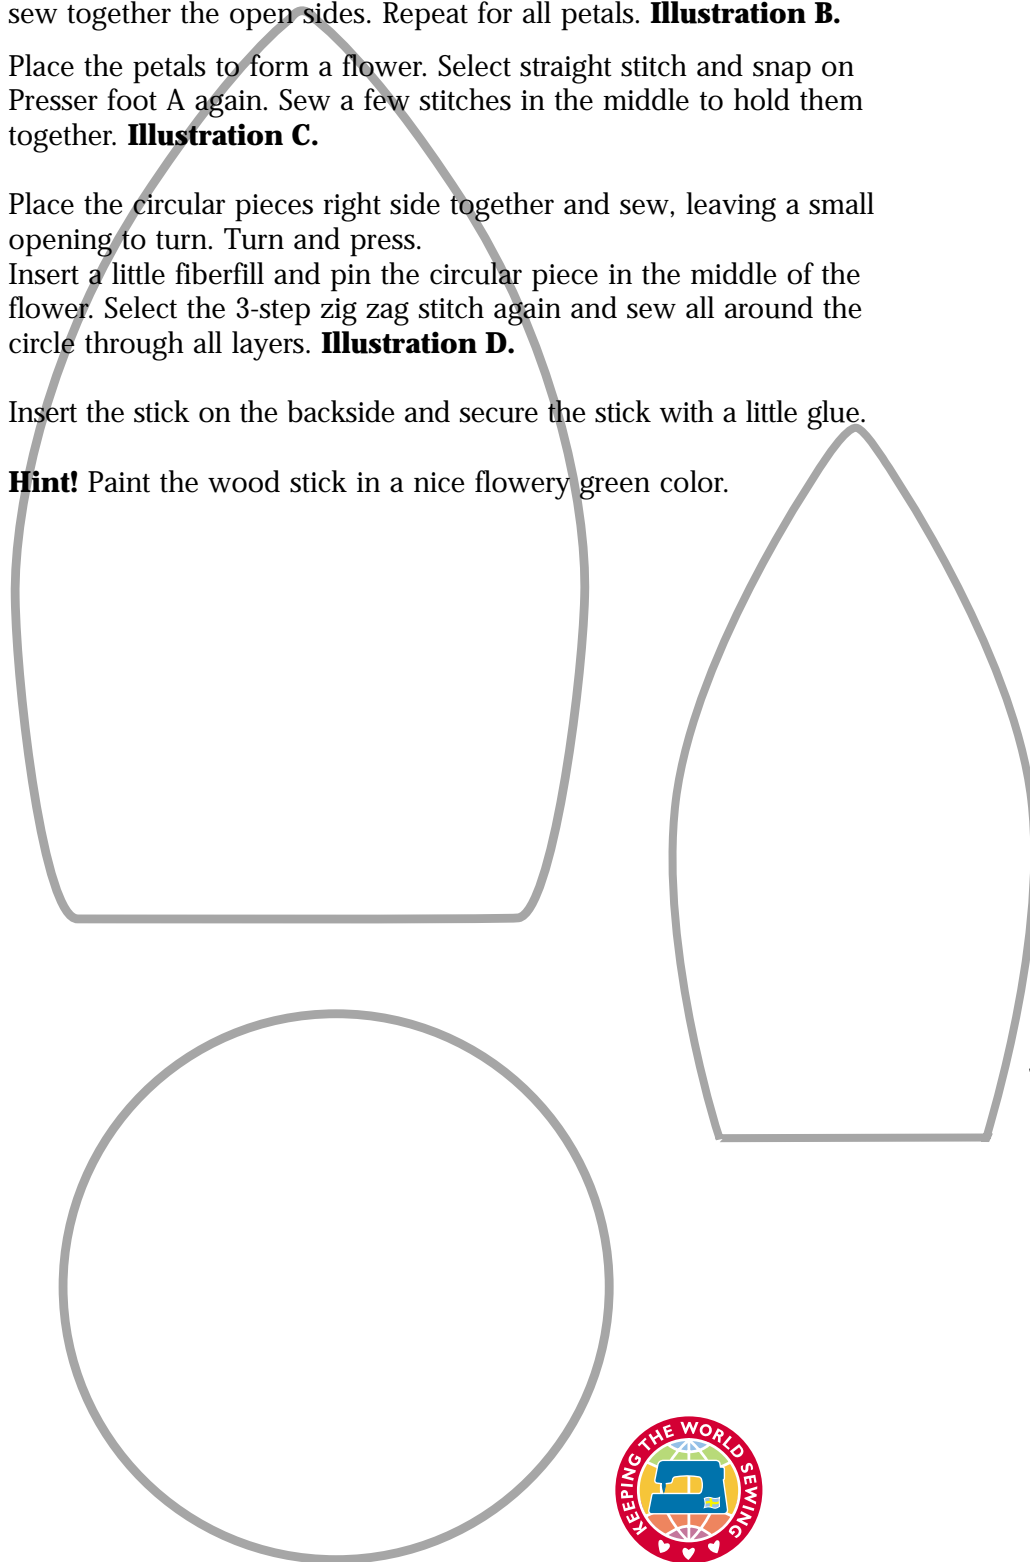 sew together the open sides. Repeat for all petals. Illustration B.
Place the petals to form a flower. Select straight stitch and snap on
Presser foot A again. Sew a few stitches in the middle to hold them
together. Illustration C.
Place the circular pieces right side together and sew, leaving a small
opening to turn. Turn and press.
Insert a little fiberfill and pin the circular piece in the middle of the
flower. Select the 3-step zig zag stitch again and sew all around the
circle through all layers. Illustration D.
Insert the stick on the backside and secure the stick with a little glue.
Hint! Paint the wood stick in a nice flowery green color.
KEEPING THE WORLD SEWING